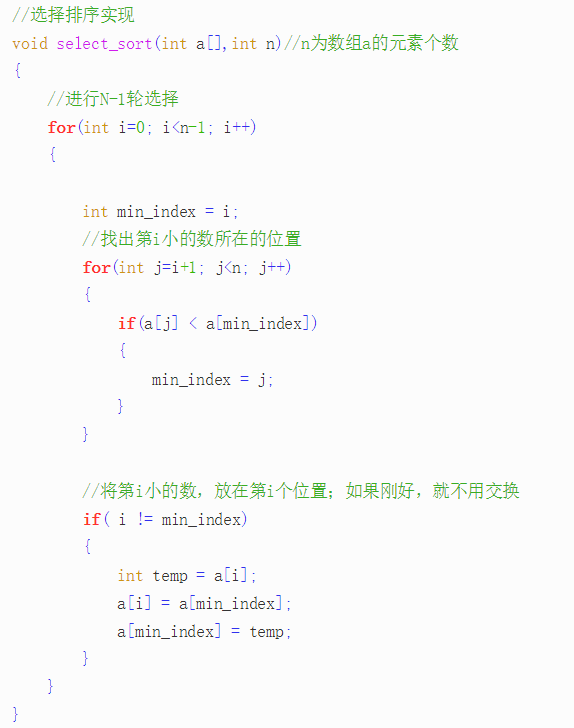 //选择排序实现
void select_sort(int a[],int n)//n为数组a的元素个数
{
    //进行N-1轮选择
    for(int i=0; i<n-1; i++)
    {
        int min_index = i;
        //找出第i小的数所在的位置
        for(int j=i+1; j<n; j++)
        {
            if(a[j] < a[min_index])
            {
                min_index = j;
            }
        }
        //将第i小的数，放在第i个位置；如果刚好，就不用交换
        if( i != min_index)
        {
            int temp = a[i];
            a[i] = a[min_index];
            a[min_index] = temp;
        }
    }
}